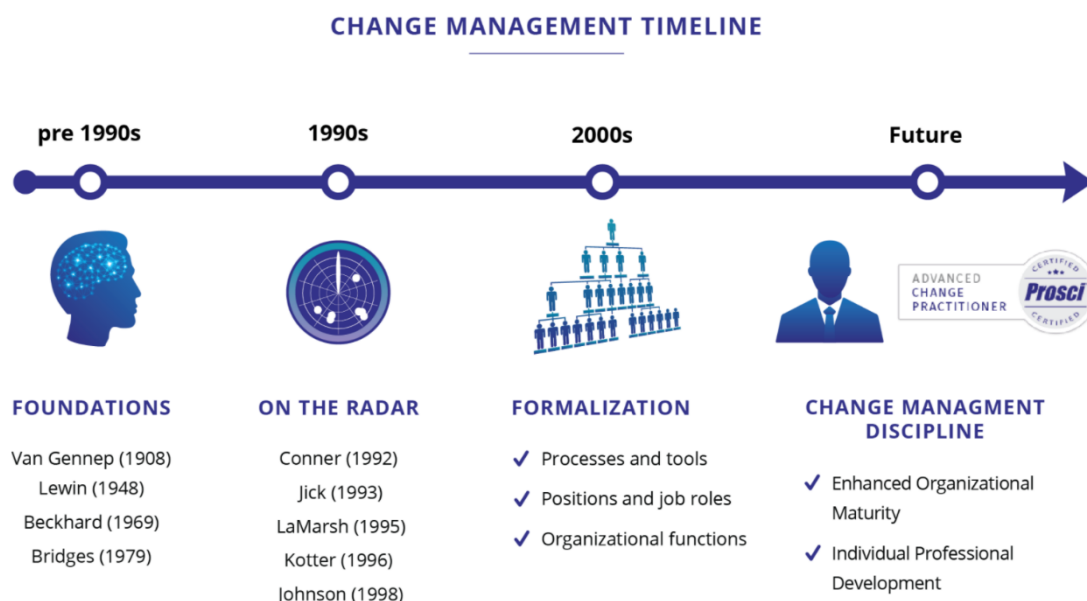 CHANGE MANAGEMENT TIMELINE
pre 1990s
1990s
2000s
Future
ADVANCED
CHANGE
PRACTITIONER
CERTIFIED
Prosci
CERTIFIED
FOUNDATIONS
Van Gennep (1908)
Lewin (1948)
Beckhard (1969)
Bridges (1979)
ON THE RADAR
Conner (1992)
Jick (1993)
LaMarsh (1995)
Kotter (1996)
Johnson (1998)
FORMALIZATION
Processes and tools
Positions and job roles
Organizational functions
CHANGE MANAGMENT
DISCIPLINE
Enhanced Organizational
Maturity
Individual Professional
Development